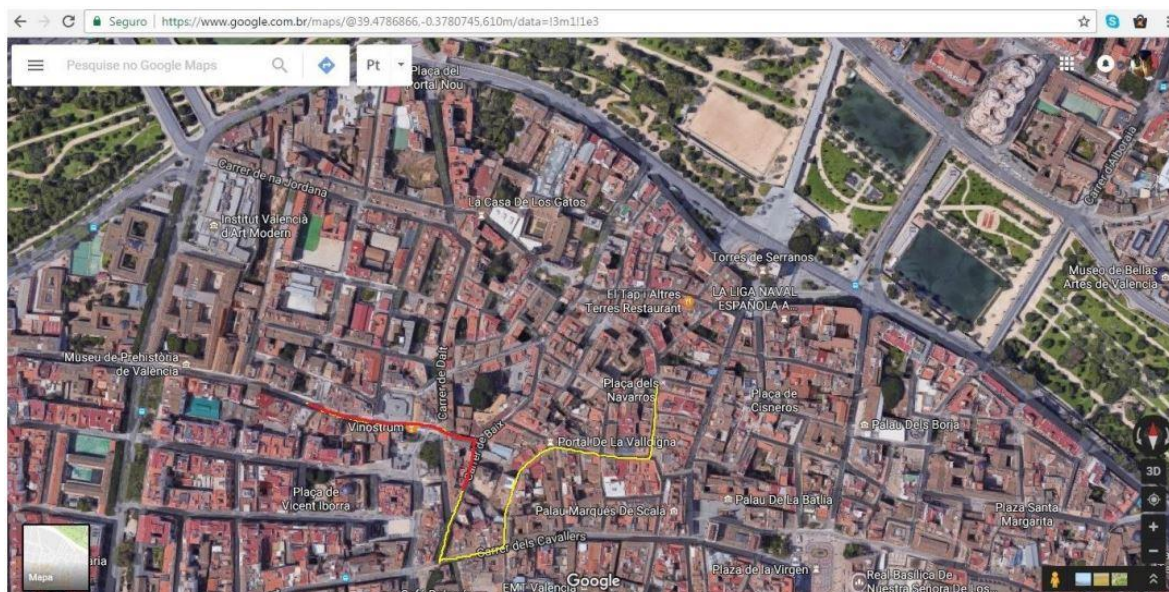 Seguro | https://www.google.com.br/maps/@39.4786866,-0.3780745,610m/data=!3m1!1e3
Pesquise no Google Maps
Pt
Plaça del
Portal Nou
Carrer de na Jordana
La Casa De Los Gatos
Institut Valencià
d'Art Modern
Carrer d'Alboraia
Torres de Serranos
Museo de Bellas
Artes de Valencia
El Tap i Altres
Terres Restaurant
LA LIGA NAVAL
ESPAÑOLA A...
Museu de Prehistòria
de València
Carrer de Dalt
Plaça dels
Navarros
Plaça de
Cisneros
Vinostrum
Carrer de Baix
Portal De La Valldigna
Palau Dels Borja
3D
Plaça de
Vicent Iborra
Palau Marqués De Scala
Palau De La Batlia
Plaza Santa
Margarita
Carrer dels Cavallers
Mapa
Google
Plaza de la Virgen
EMT València
Real Basílica De
Nuestra Señora De Los